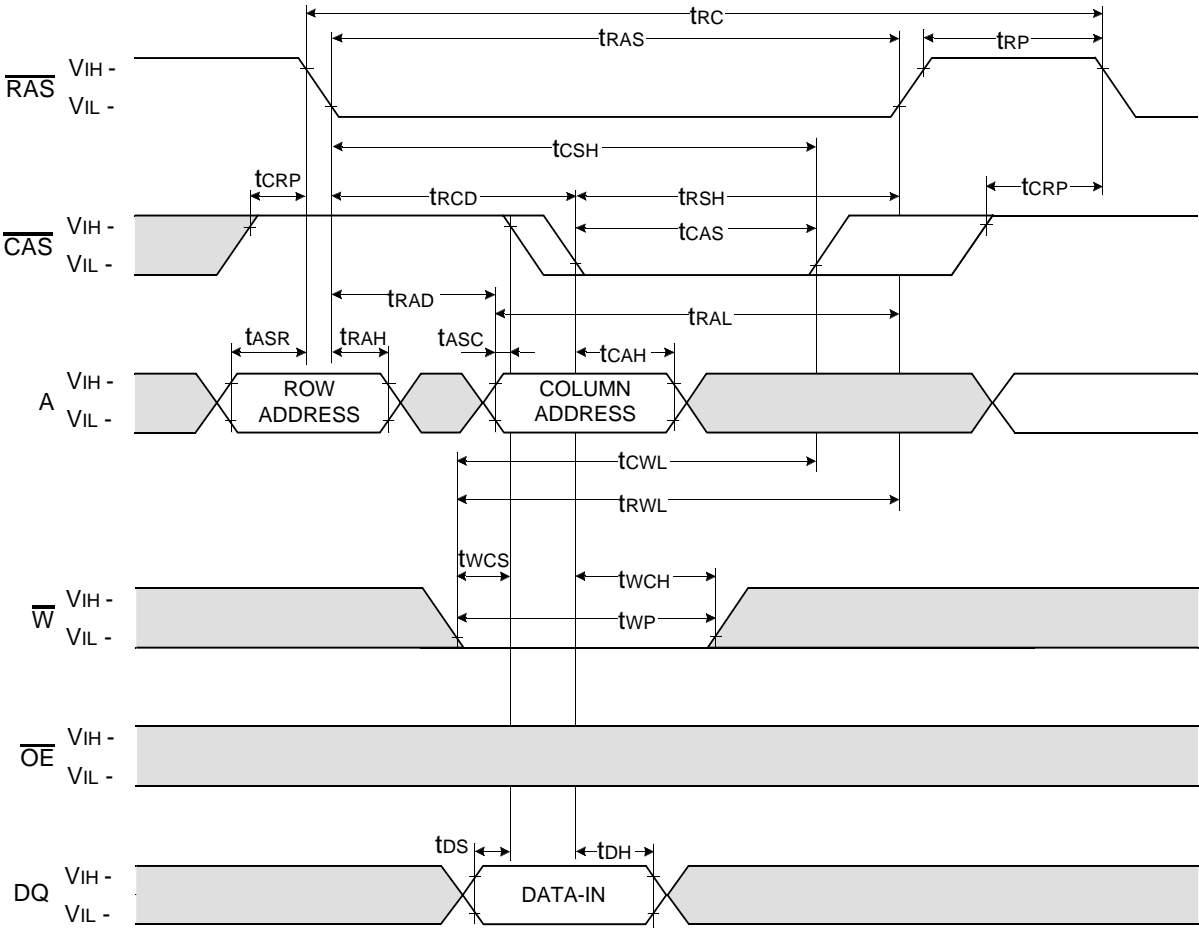 tRC
tRAS
tRP
RAS
VIH -
VIL -
tCSH
tCRP
tRCD
tRSH
tCRP
CAS
VIH -
VIL -
tCAS
tRAD
tRAL
tASR
tRAH
tASC
tCAH
A
VIH -
VIL -
ROW
ADDRESS
COLUMN
ADDRESS
tCWL
tRWL
tWCS
tWCH
W
VIH -
VIL -
tWP
OE
VIH -
VIL -
tDS
tDH
DQ
VIH -
VIL -
DATA-IN